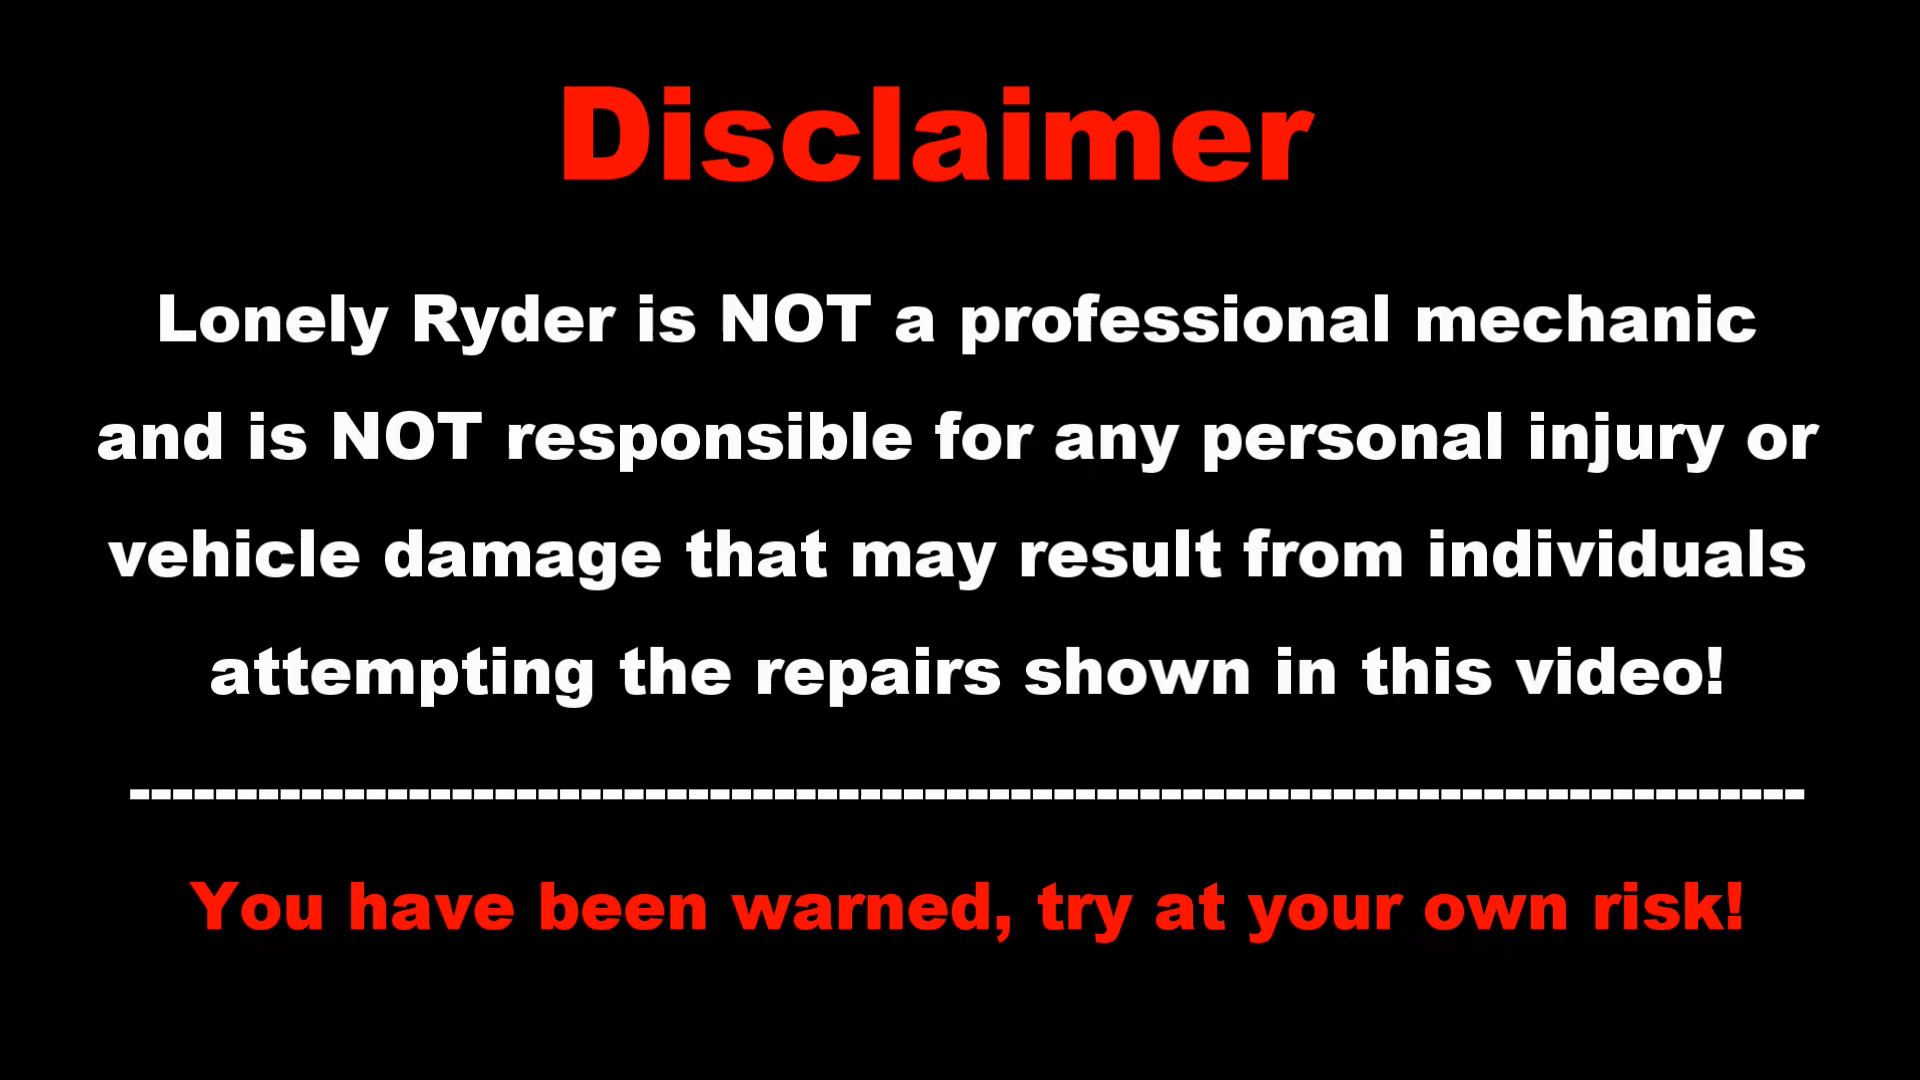 Disclaimer
Lonely Ryder is NOT a professional mechanic
and is NOT responsible for any personal injury or
vehicle damage that may result from individuals
attempting the repairs shown in this video!
------------------------------------------------------------------------------
You have been warned, try at your own risk!